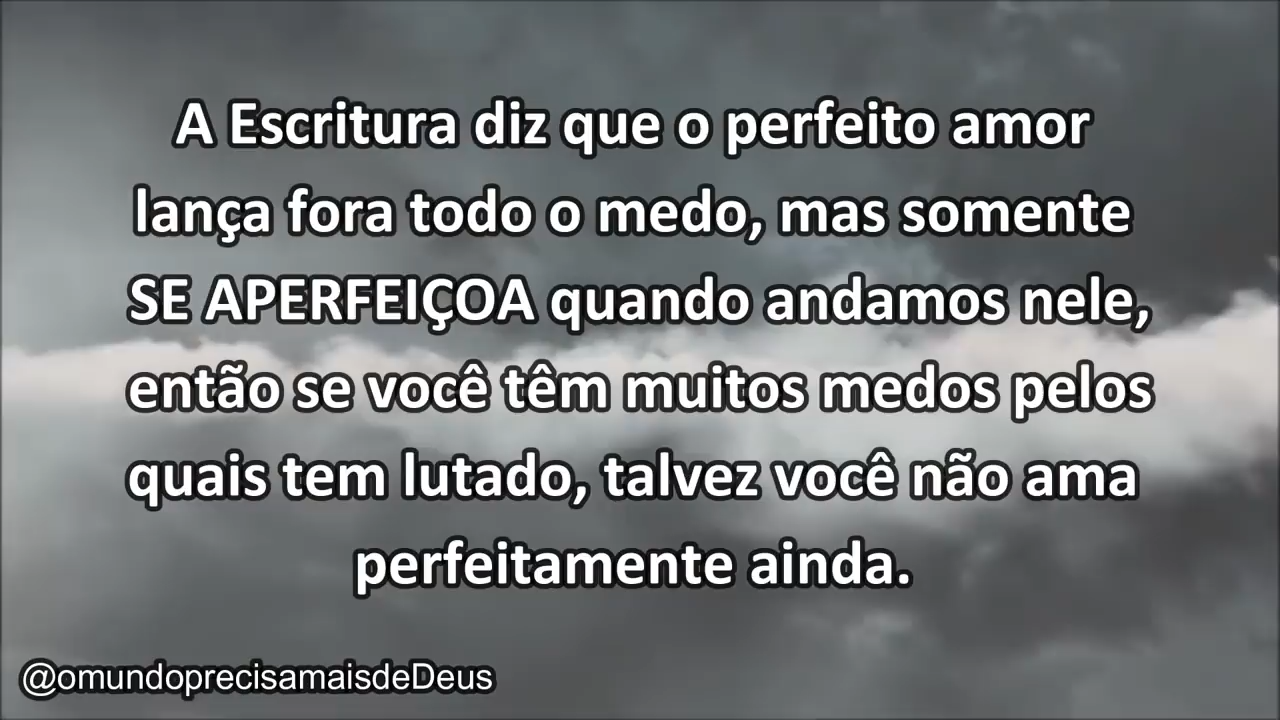 A Escritura diz que o perfeito amor
lança fora todo o medo, mas somente
SE APERFEIÇOA quando andamos nele,
então se você têm muitos medos pelos
quais tem lutado, talvez você não ama
perfeitamente ainda.
@omundoprecisamaisdeDeus